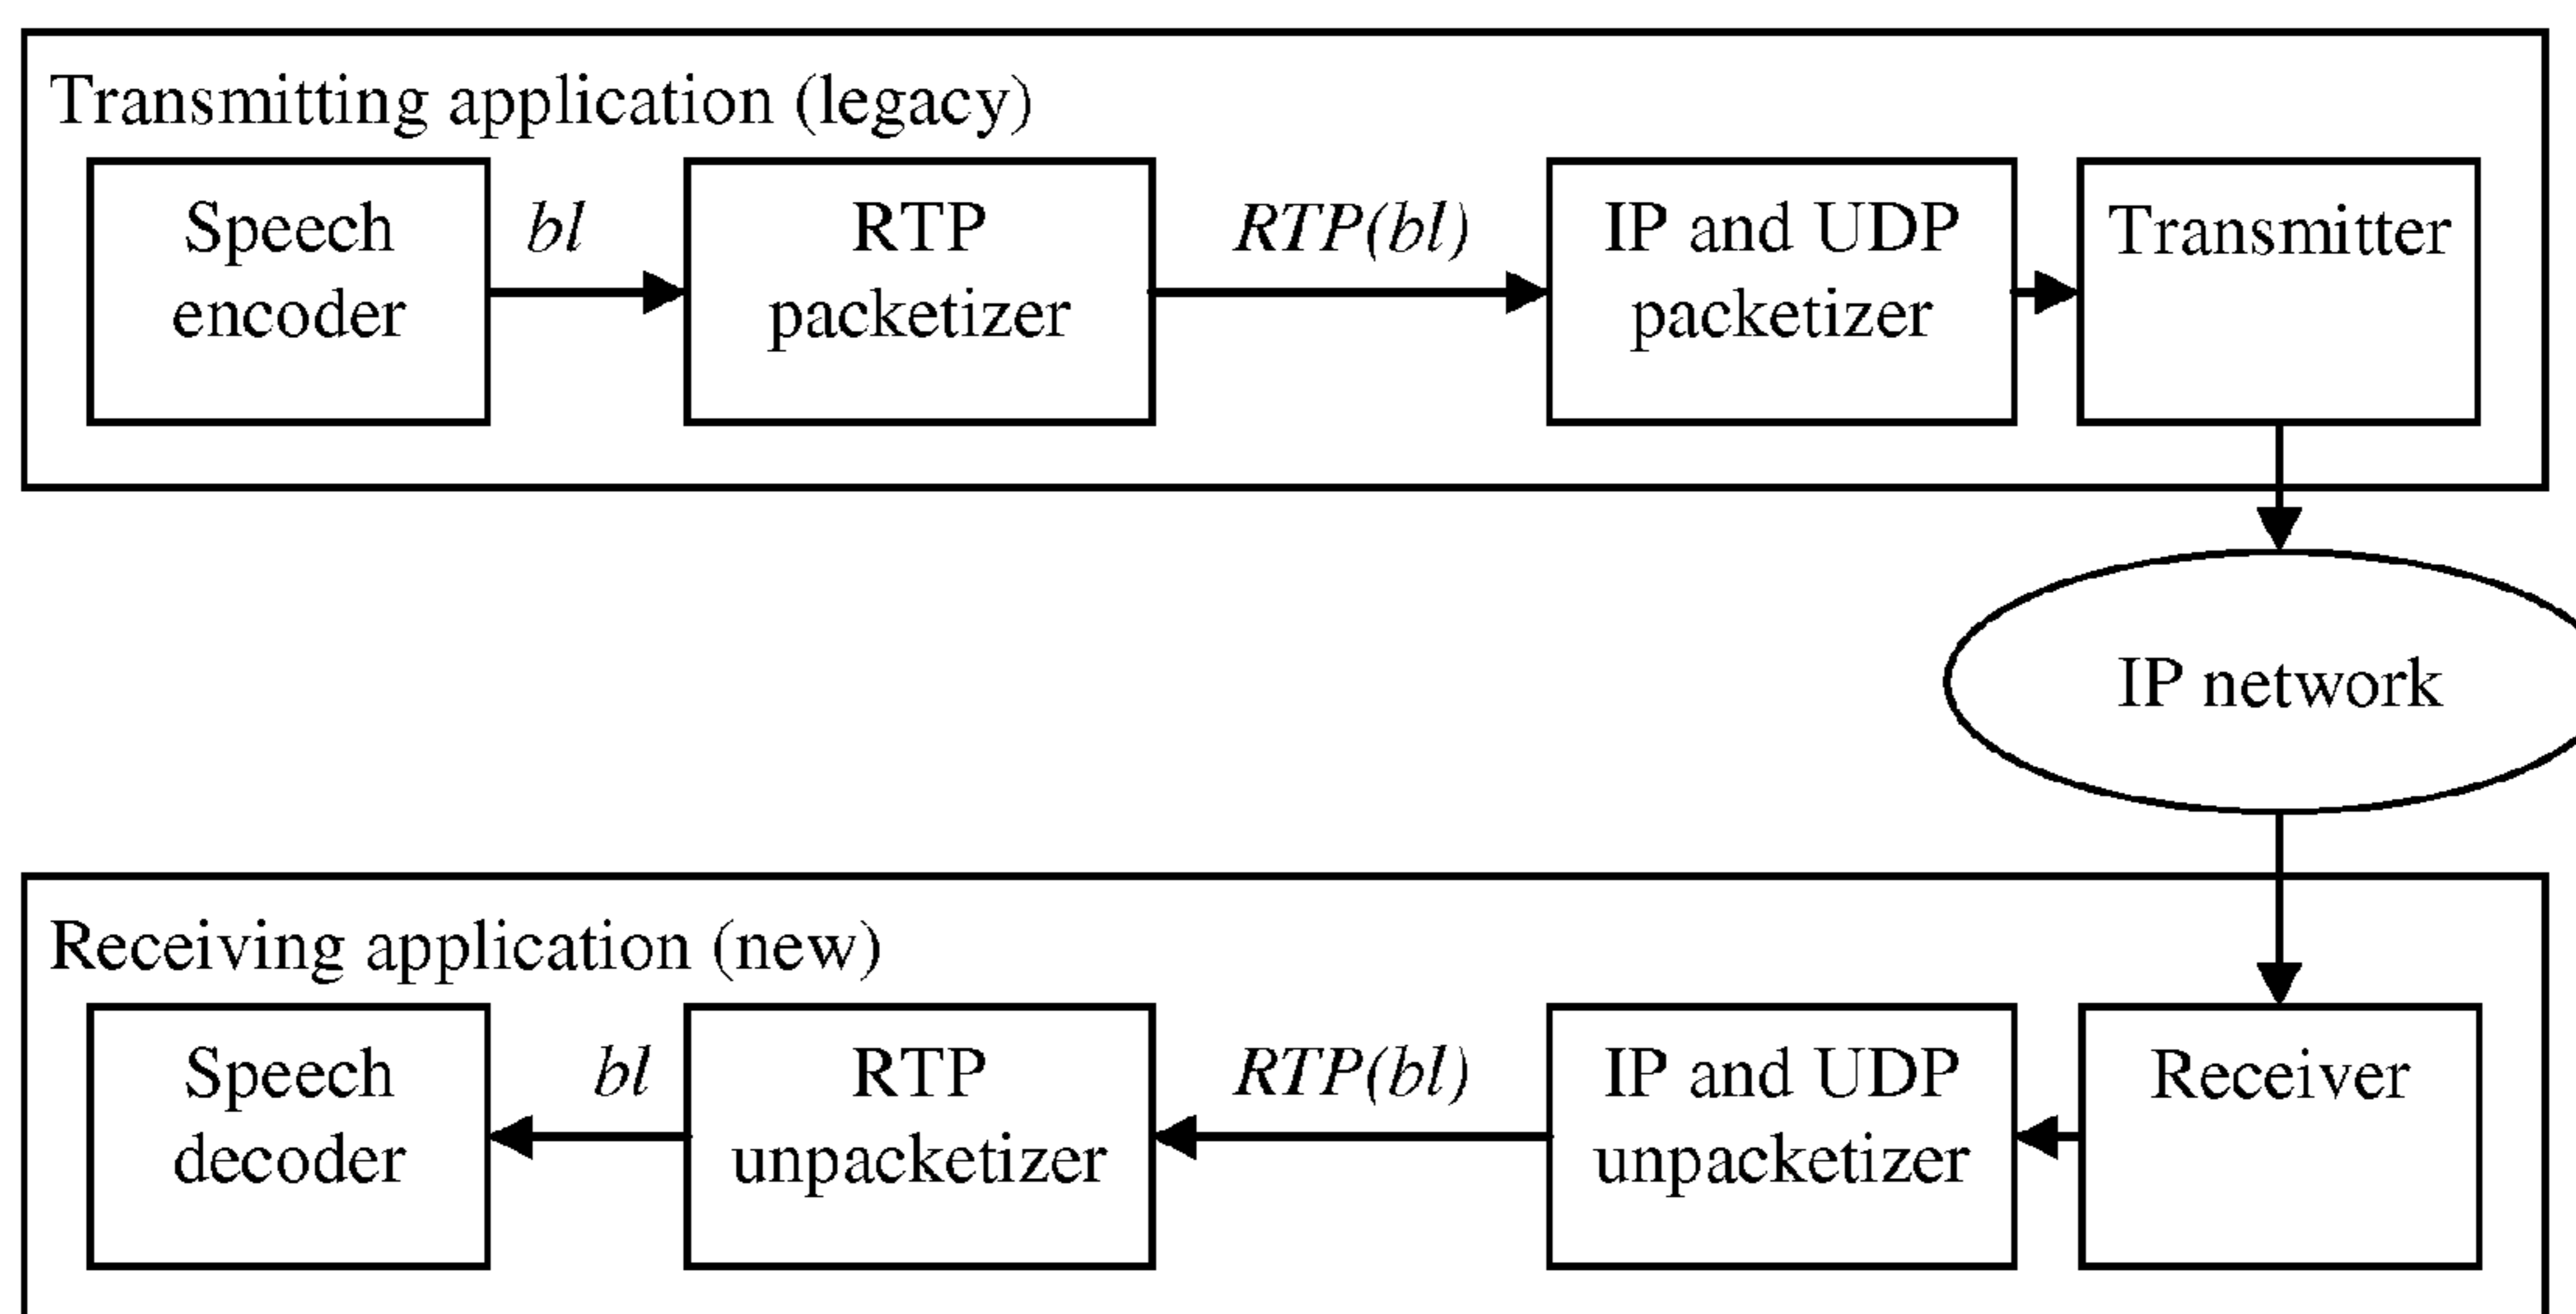 Transmitting application (legacy)
Speech
encoder
bl
RTP
packetizer
RTP(bl)
IP and UDP
packetizer
Transmitter
IP network
Receiving application (new)
Speech
decoder
bl
RTP
unpacketizer
RTP(bl)
IP and UDP
unpacketizer
Receiver